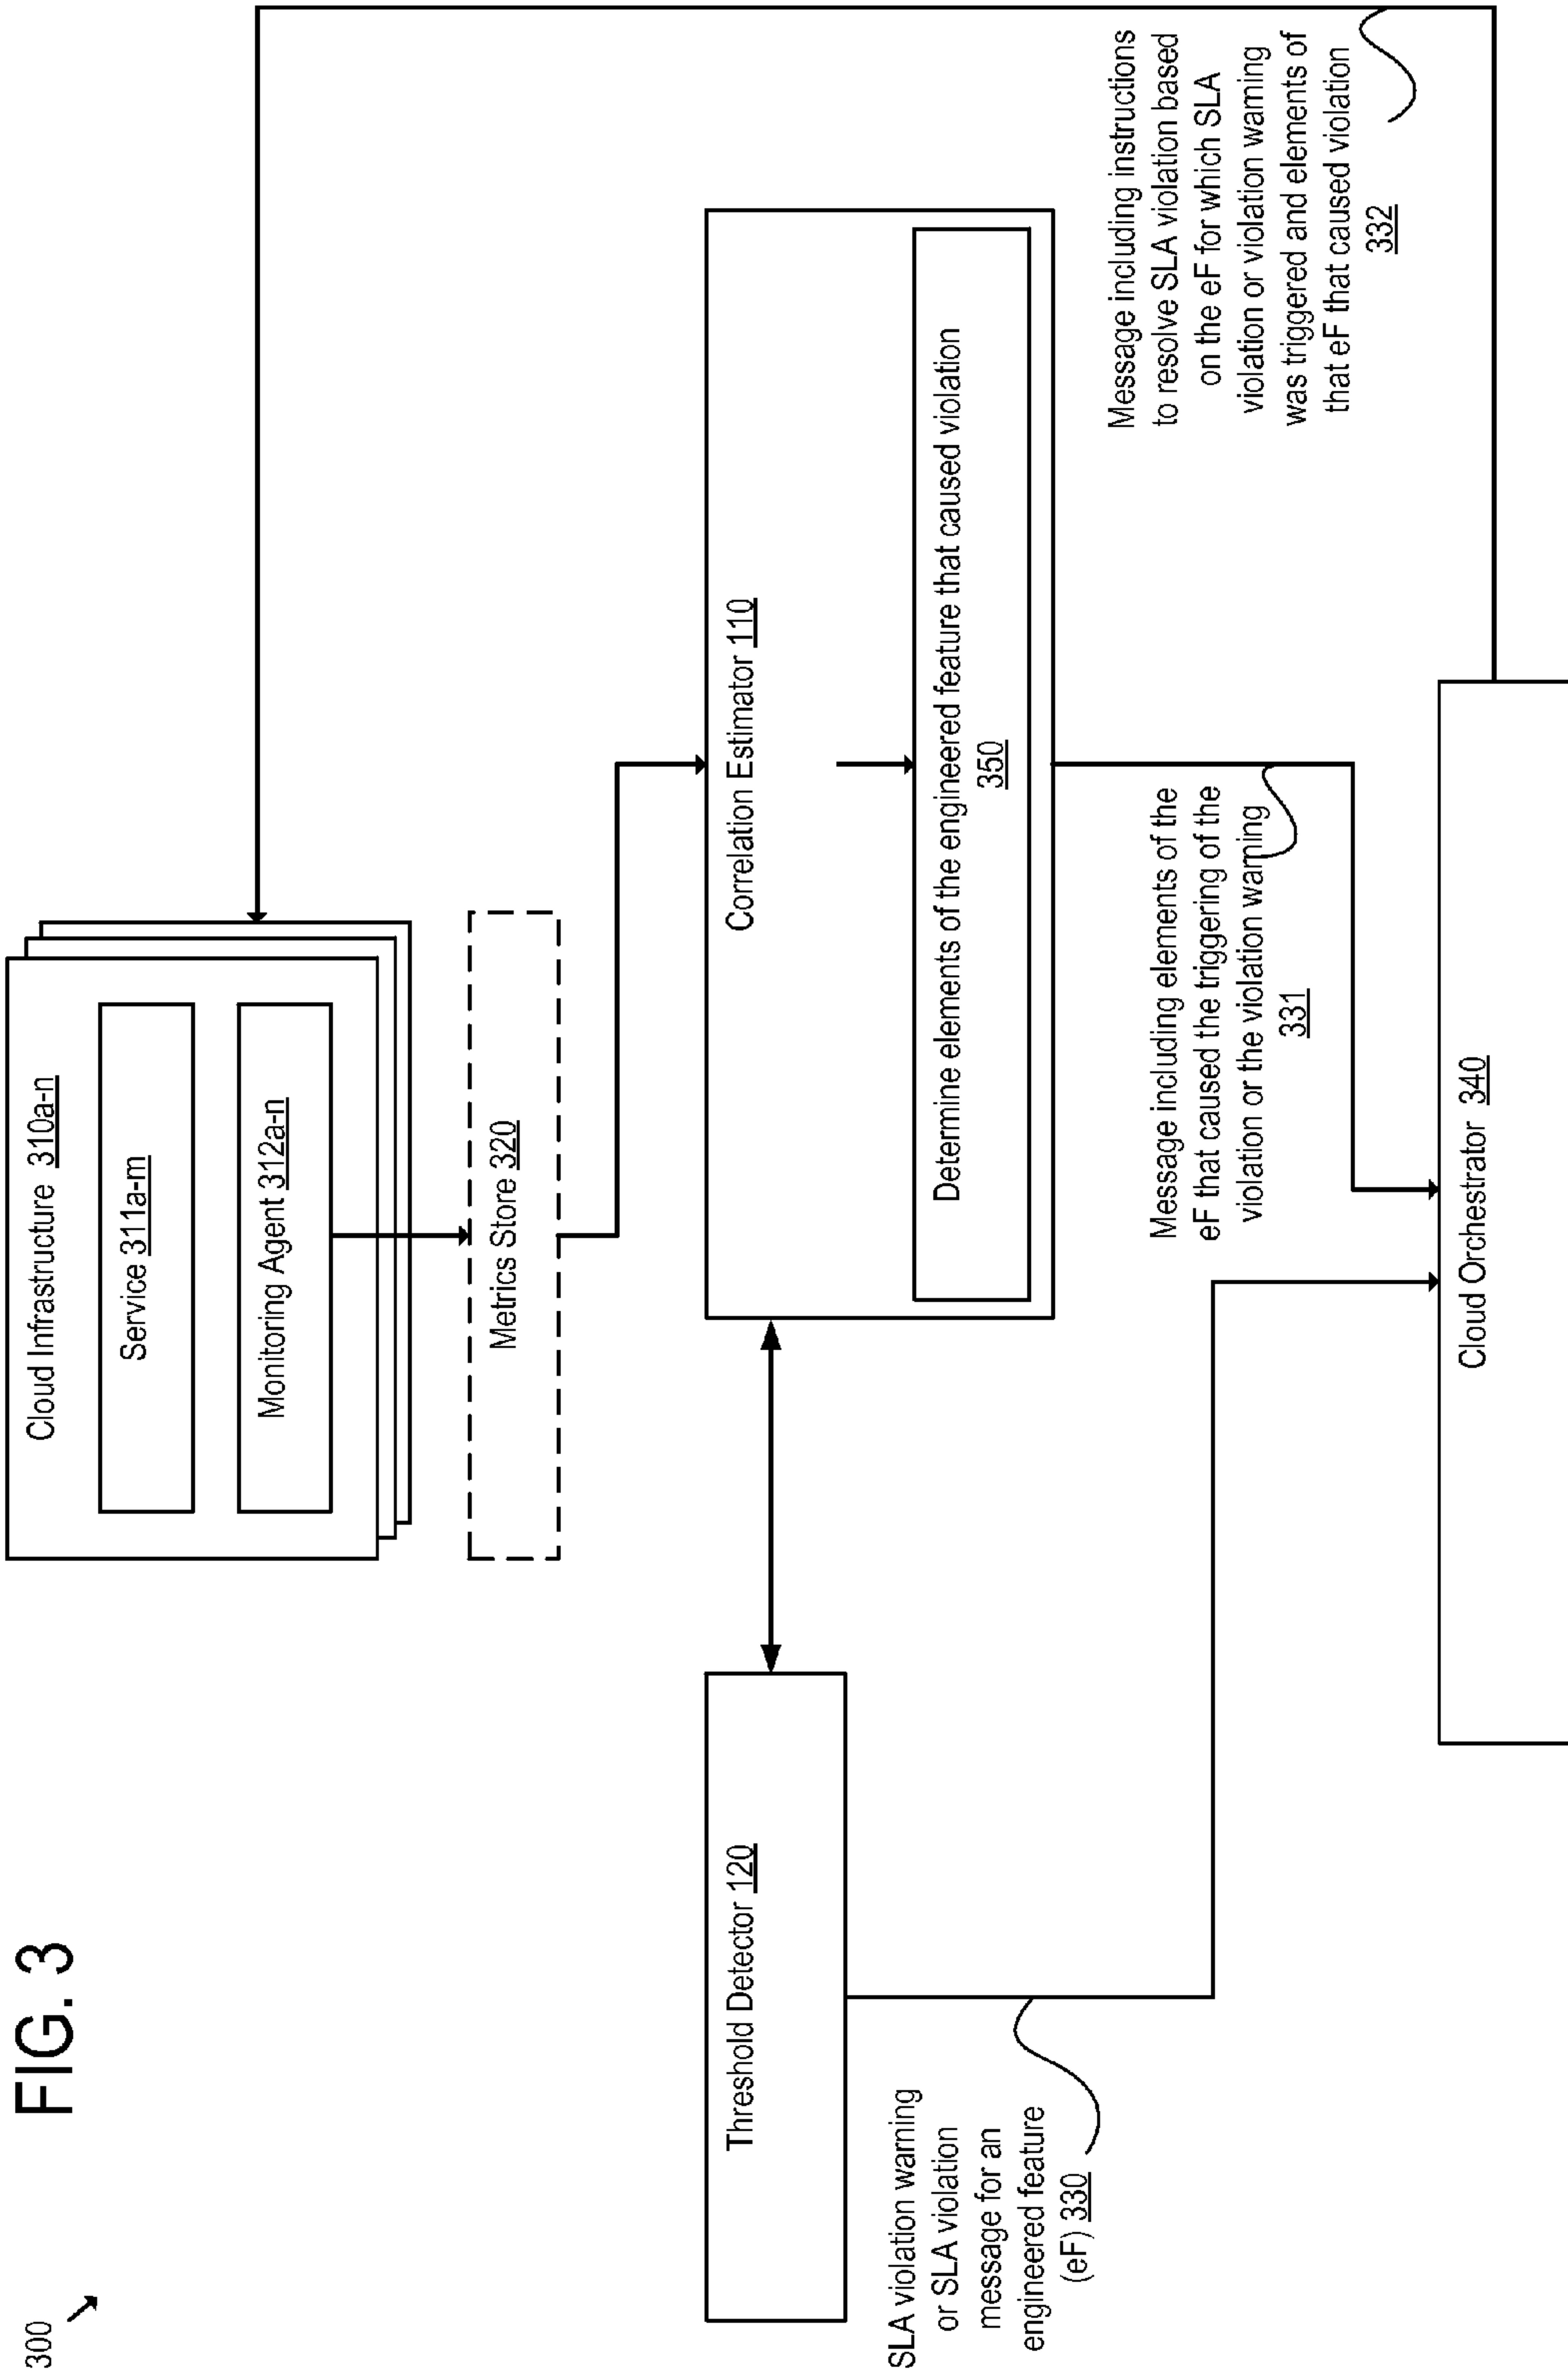 300
FIG. 3
Cloud Infrastructure 310a-n
Service 311a-m
Monitoring Agent 312a-n
Metrics Store 320
Threshold Detector 120
Correlation Estimator 110
Determine elements of the engineered feature that caused violation
350
SLA violation warning
or SLA violation
message for an
engineered feature
(eF) 330
Message including elements of the
eF that caused the triggering of the
violation or the violation warning
331
Message including instructions
to resolve SLA violation based
on the eF for which SLA
violation or violation warning
was triggered and elements of
that eF that caused violation
332
Cloud Orchestrator 340